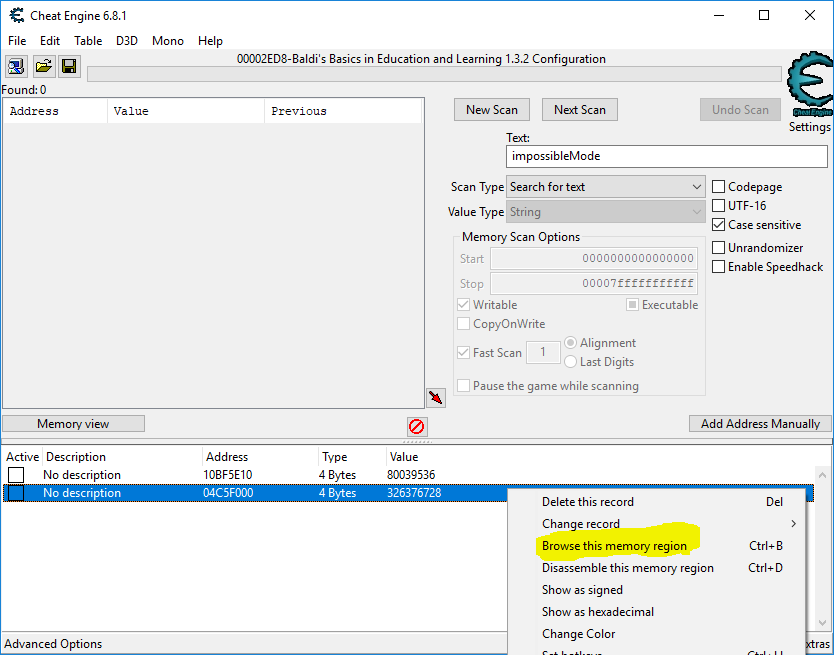 Cheat Engine 6.8.1
File Edit Table D3D Mono Help
00002ED8-Baldi's Basics in Education and Learning 1.3.2 Configuration
Found: 0
Address Value Previous
New Scan Next Scan Undo Scan
Cheat Engine
Settings
Text:
impossibleMode
Scan Type Search for text
Value Type String
Codepage
UTF-16
Case sensitive
Unrandomizer
Enable Speedhack
Memory Scan Options
Start 0000000000000000
Stop 00007fffffffffff
Writable Executable
CopyOnWrite
Fast Scan 1 Alignment
Last Digits
Pause the game while scanning
Memory view Add Address Manually
Active Description Address Type Value
No description 10BF5E10 4 Bytes 80039536
No description 04C5F000 4 Bytes 326376728
Delete this record Del
Change record
Browse this memory region Ctrl+B
Disassemble this memory region Ctrl+D
Show as signed
Show as hexadecimal
Change Color
Set hotkeys Ctrl+H
Advanced Options xtras